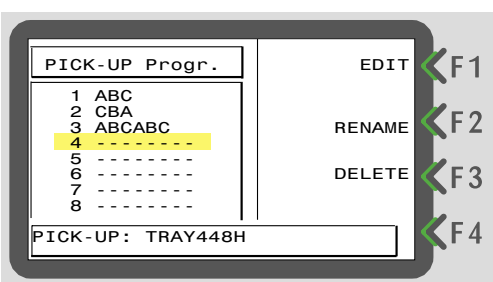 PICK-UP Progr.
1 ABC
2 CBA
3 ABCABC
4 --------
5 --------
6 --------
7 --------
8 --------
PICK-UP: TRAY448H
EDIT
RENAME
DELETE
F1
F2
F3
F4